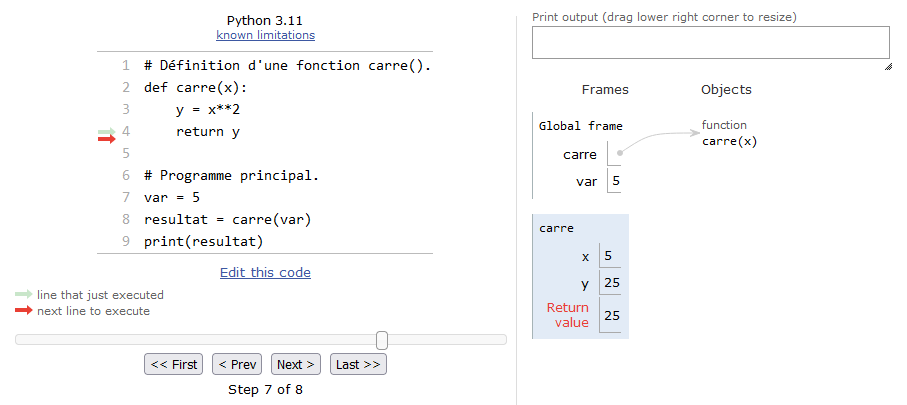 Python 3.11
known limitations
1 # Définition d'une fonction carre().
2 def carre(x):
3     y = x**2
4     return y
5
6 # Programme principal.
7 var = 5
8 resultat = carre(var)
9 print(resultat)
Edit this code
line that just executed
next line to execute
<< First < Prev Next > Last >>
Step 7 of 8
Print output (drag lower right corner to resize)
Frames Objects
Global frame
carre
var 5
function
carre(x)
carre
x 5
y 25
Return
value 25